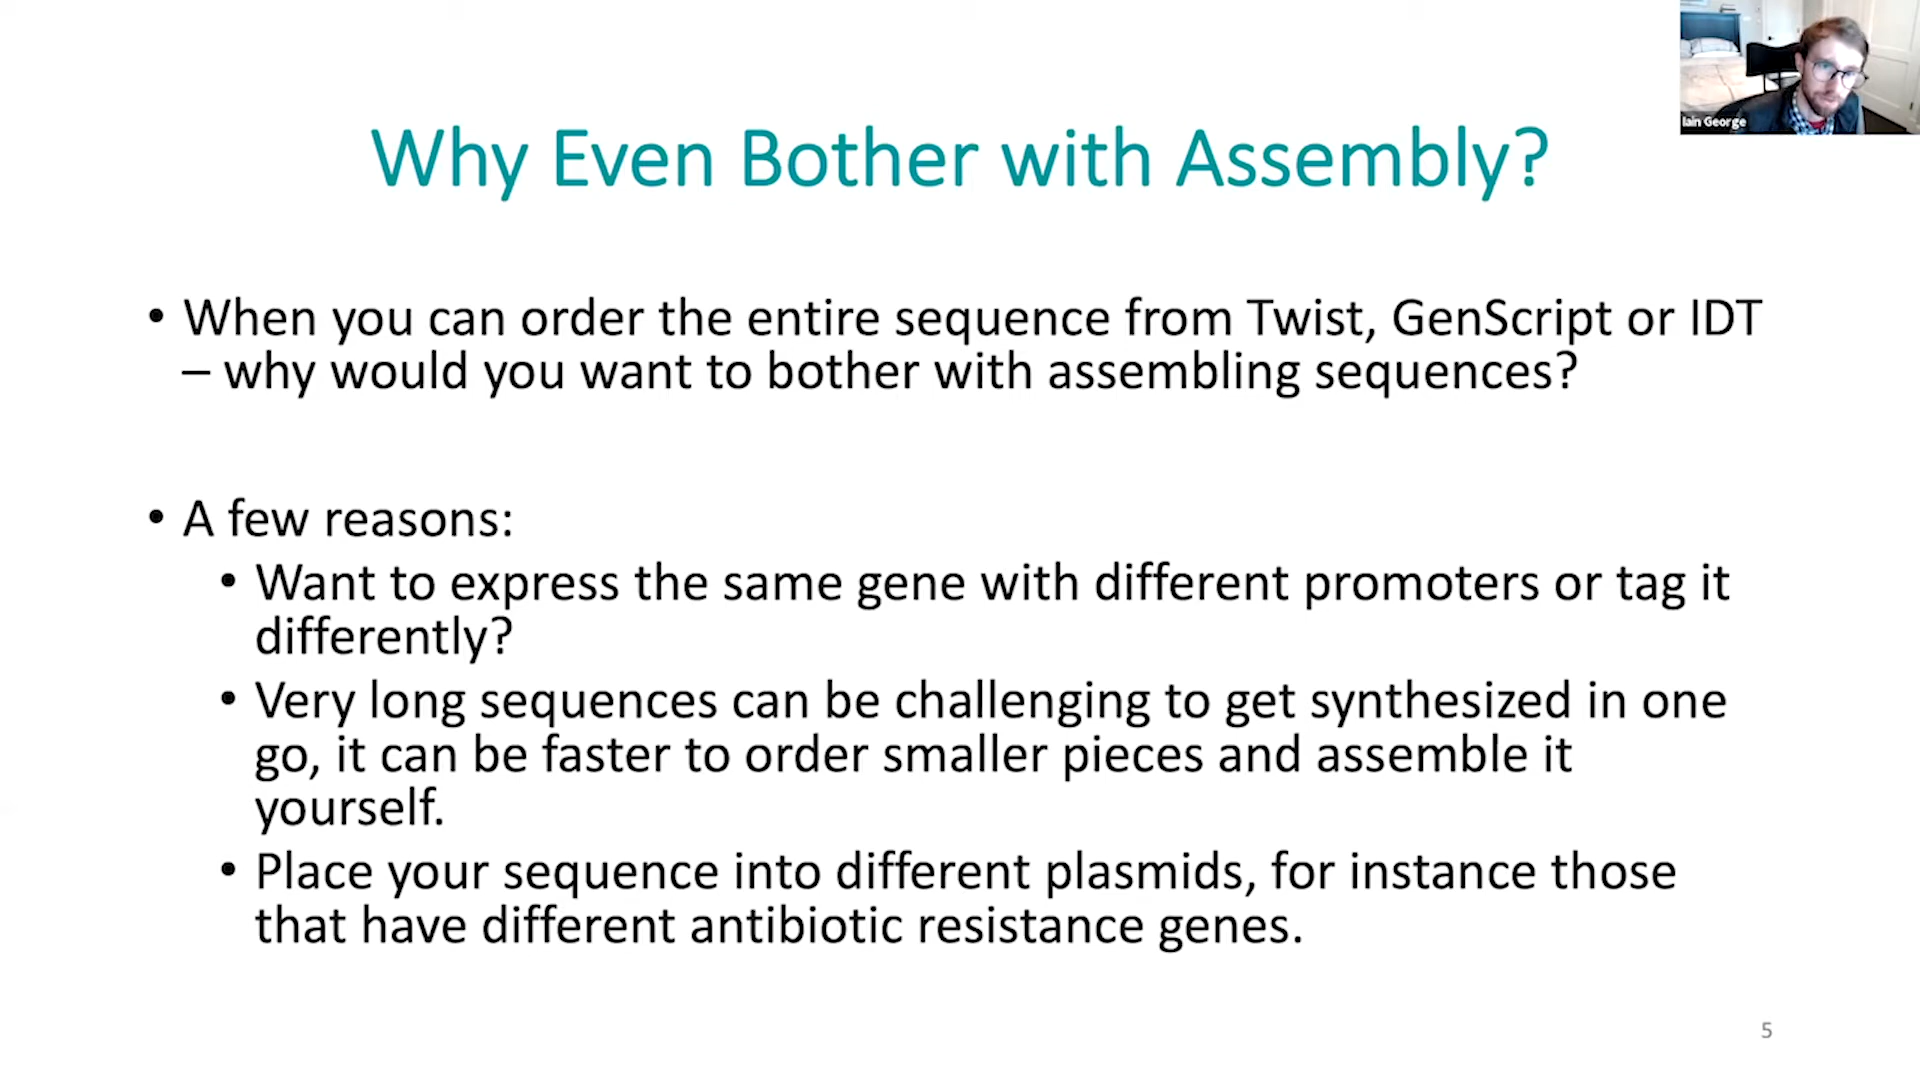 Iain George
Why Even Bother with Assembly?
• When you can order the entire sequence from Twist, GenScript or IDT
– why would you want to bother with assembling sequences?
• A few reasons:
• Want to express the same gene with different promoters or tag it
differently?
• Very long sequences can be challenging to get synthesized in one
go, it can be faster to order smaller pieces and assemble it
yourself.
• Place your sequence into different plasmids, for instance those
that have different antibiotic resistance genes.
5